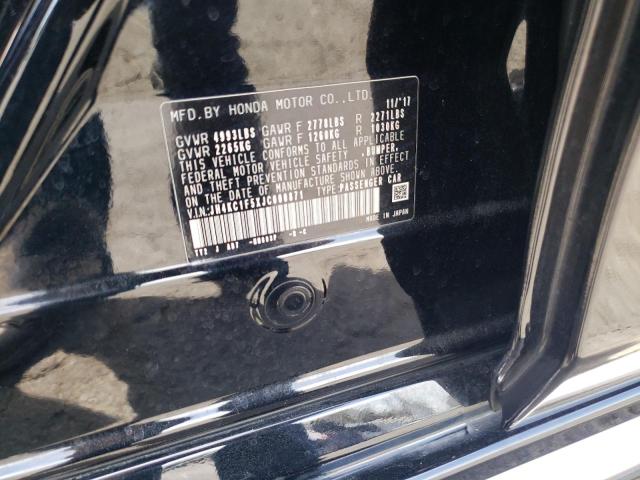 MFD.BY HONDA MOTOR CO.,LTD. 11/'17
GVWR 4993LBS GAWR F 2778LBS R 2271LBS
GVWR 2265KG GAWR F 1260KG R 1030KG
THIS VEHICLE CONFORMS TO ALL APPLICABLE
FEDERAL MOTOR VEHICLE SAFETY, BUMPER,
AND THEFT PREVENTION STANDARDS IN EFFECT
ON THE DATE OF MANUFACTURE SHOWN ABOVE.
V.I.N: TYPE:PASSENGER CAR
MADE IN JAPAN